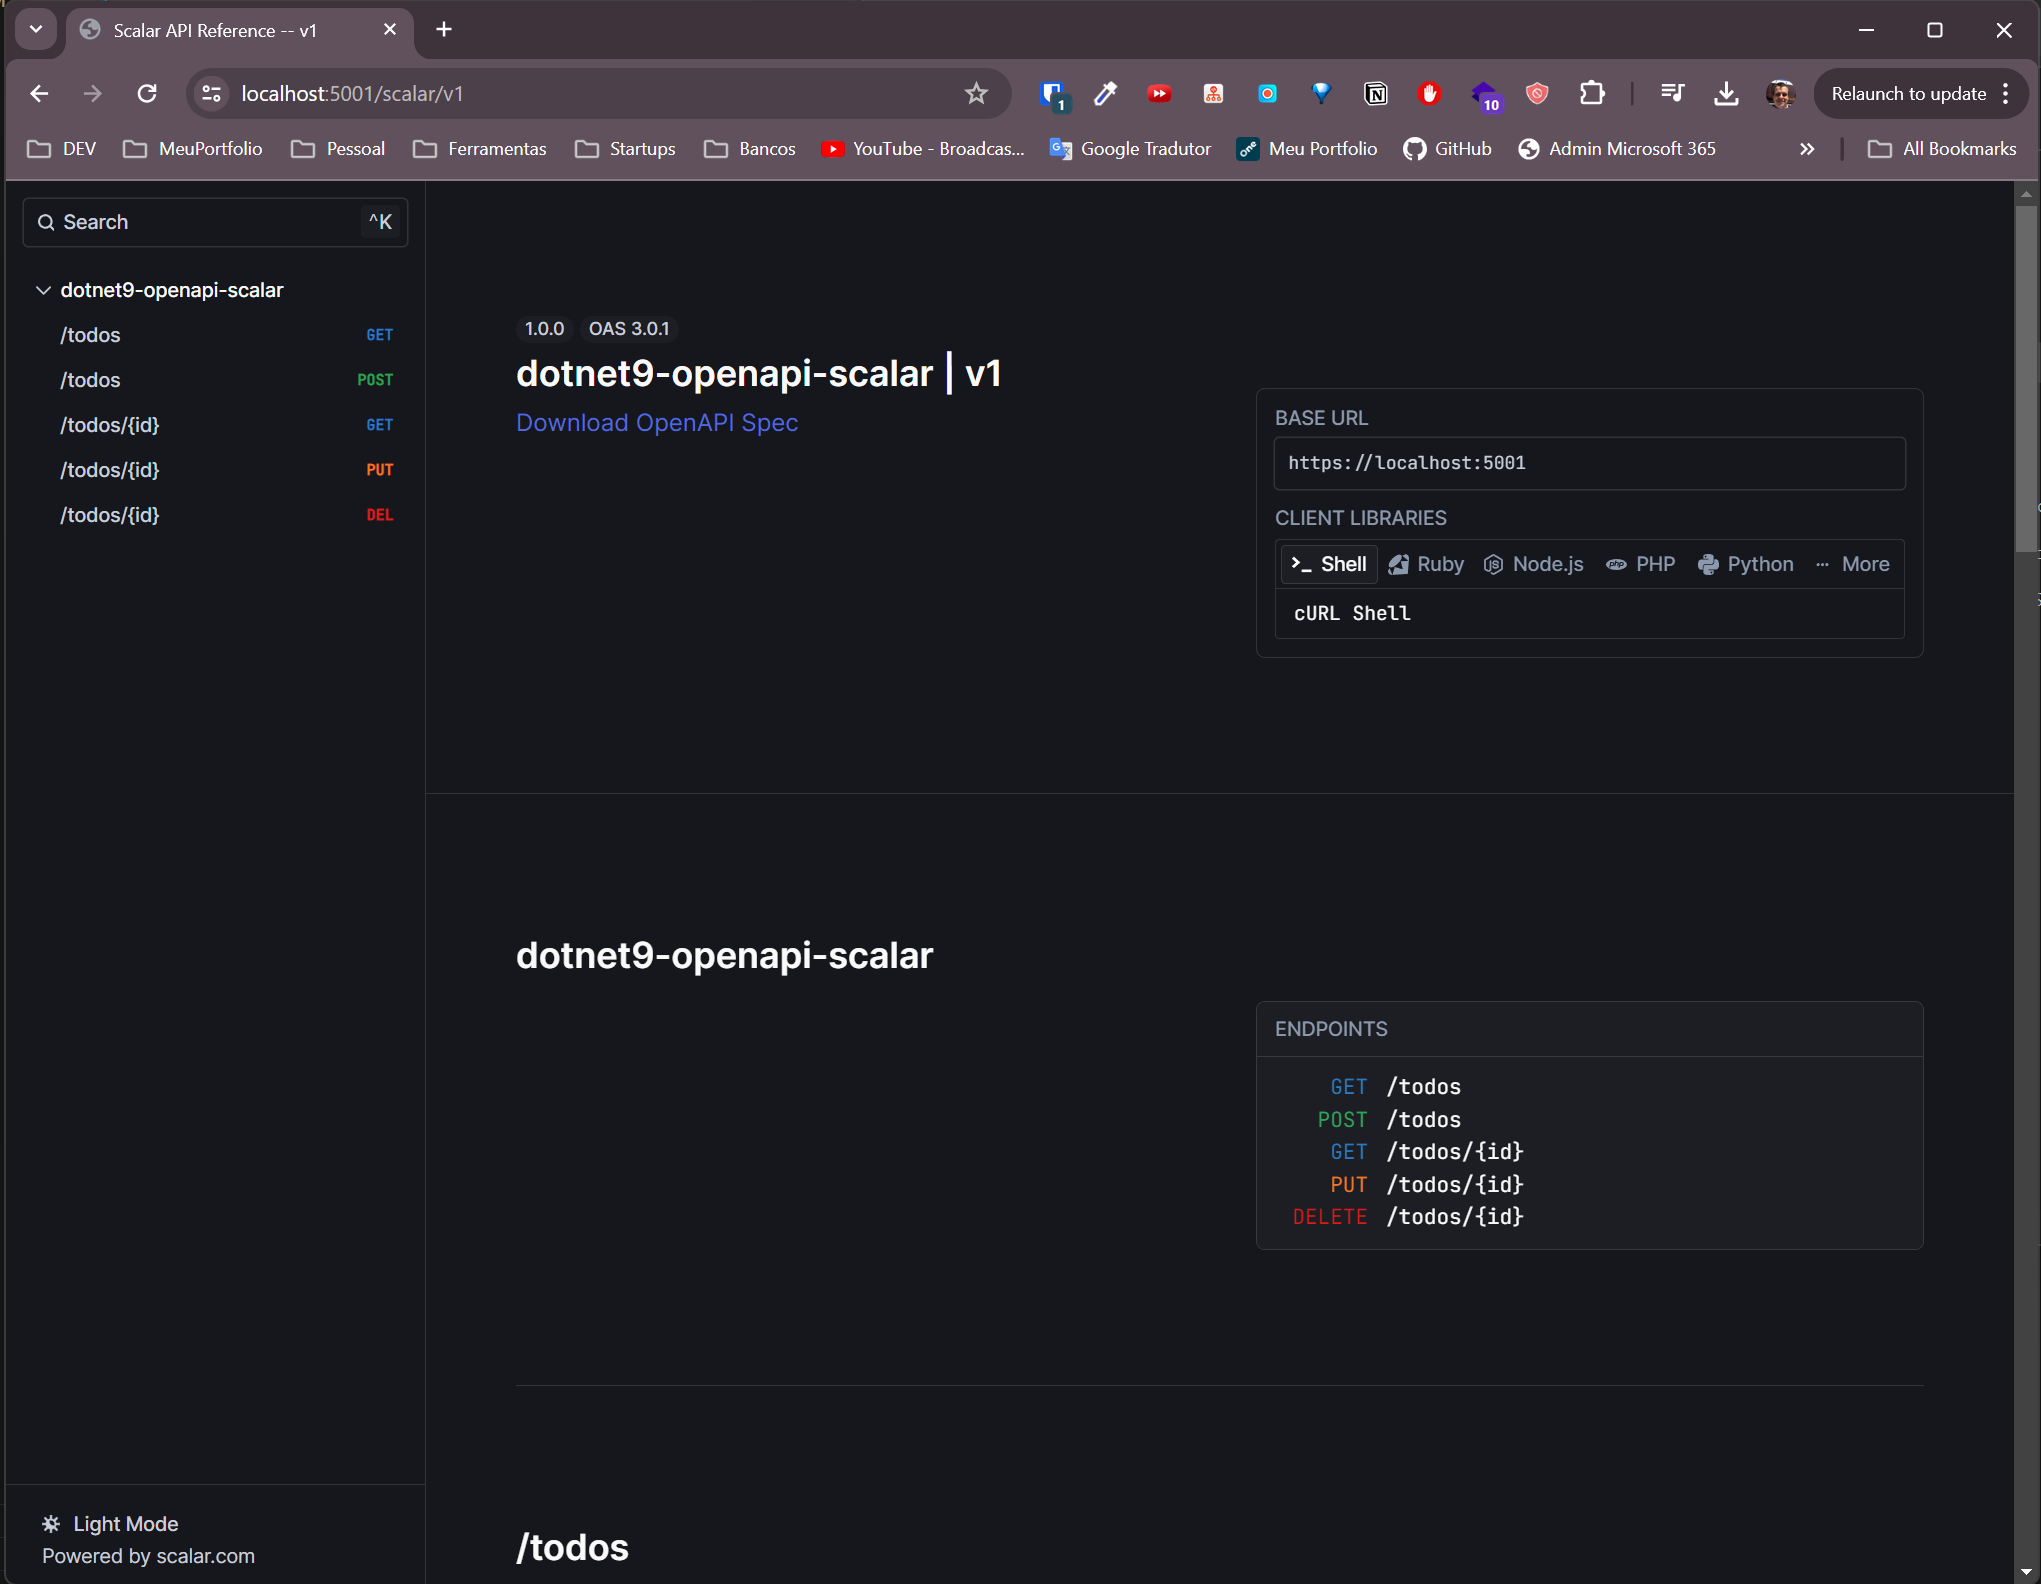 Scalar API Reference -- v1
localhost:5001/scalar/v1
1
10
Relaunch to update
DEV
MeuPortfolio
Pessoal
Ferramentas
Startups
Bancos
YouTube - Broadcas...
Google Tradutor
Meu Portfolio
GitHub
Admin Microsoft 365
All Bookmarks
Search ^K
dotnet9-openapi-scalar
/todos GET
/todos POST
/todos/{id} GET
/todos/{id} PUT
/todos/{id} DEL
Light Mode
Powered by scalar.com
1.0.0 OAS 3.0.1
dotnet9-openapi-scalar | v1
Download OpenAPI Spec
BASE URL
https://localhost:5001
CLIENT LIBRARIES
Shell Ruby Node.js PHP Python More
cURL Shell
dotnet9-openapi-scalar
ENDPOINTS
GET /todos
POST /todos
GET /todos/{id}
PUT /todos/{id}
DELETE /todos/{id}
/todos